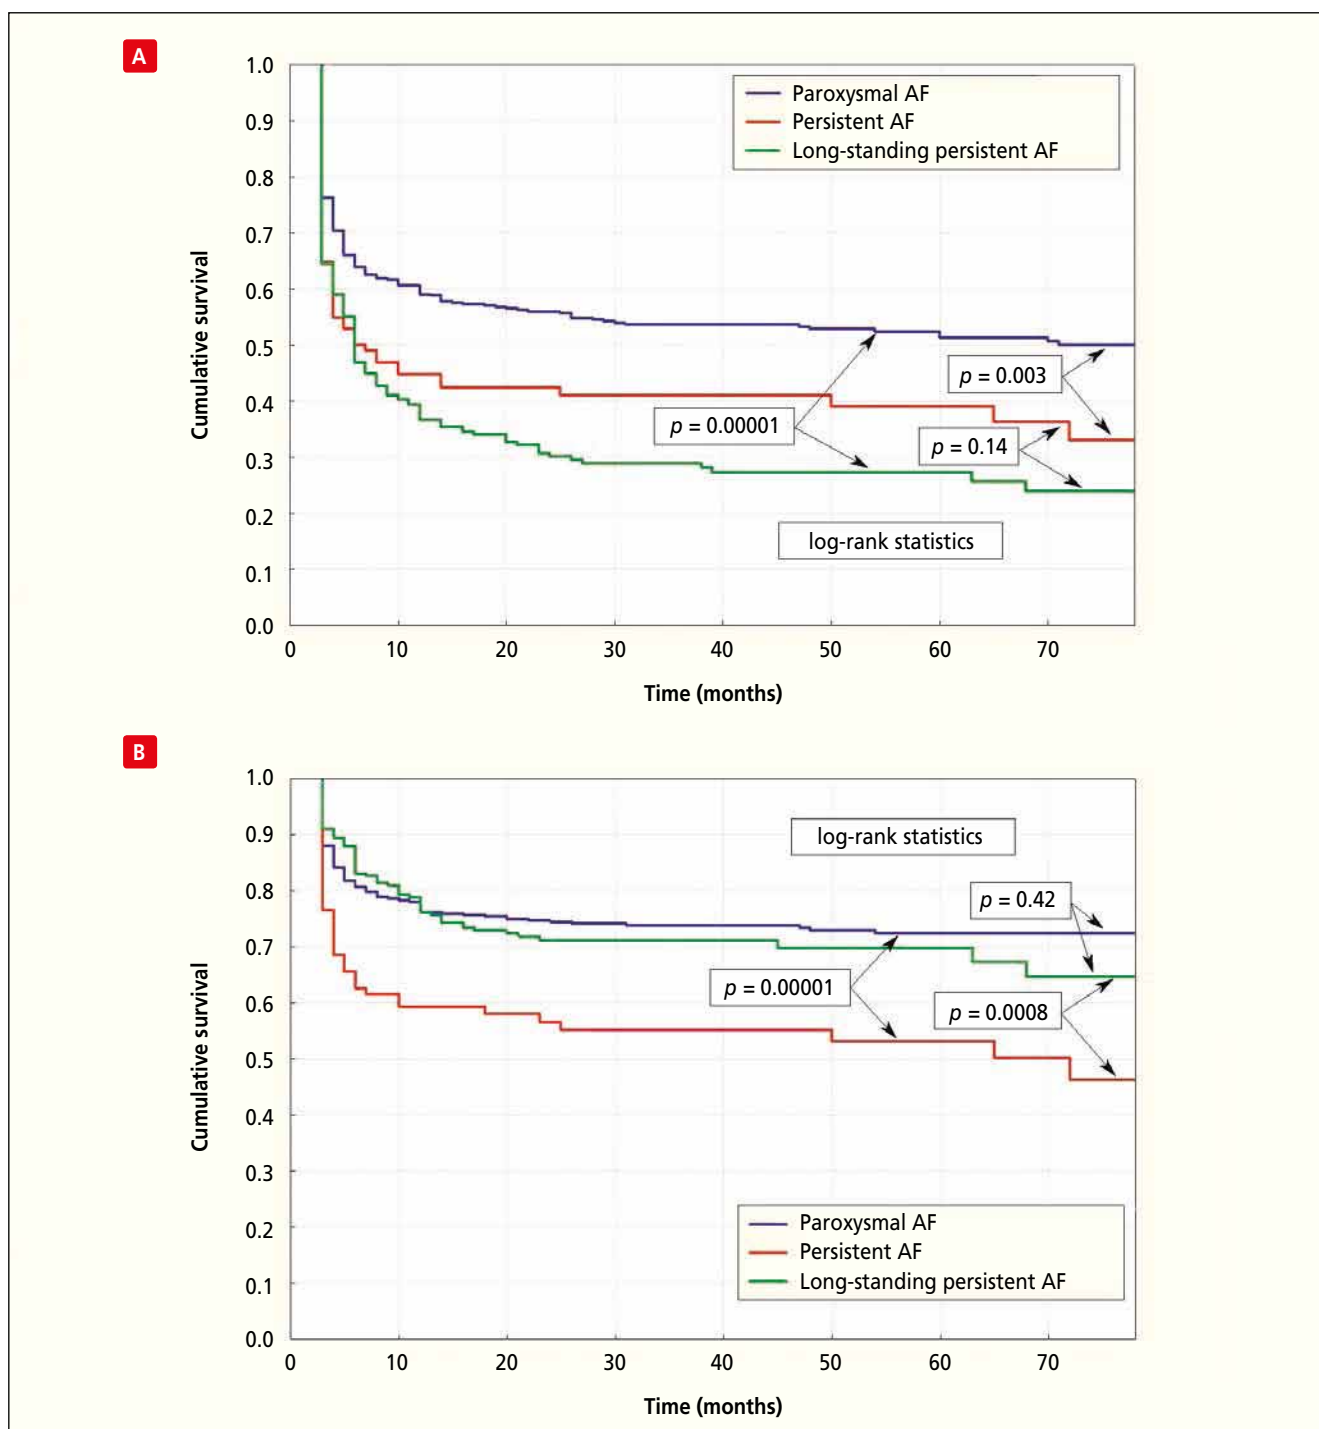 A
Cumulative survival
1.0
0.9
0.8
0.7
0.6
0.5
0.4
0.3
0.2
0.1
0.0
Paroxysmal AF
Persistent AF
Long-standing persistent AF
p = 0.003
p = 0.00001
p = 0.14
log-rank statistics
0 10 20 30 40 50 60 70
Time (months)
B
Cumulative survival
1.0
0.9
0.8
0.7
0.6
0.5
0.4
0.3
0.2
0.1
0.0
log-rank statistics
p = 0.42
p = 0.00001
p = 0.0008
Paroxysmal AF
Persistent AF
Long-standing persistent AF
0 10 20 30 40 50 60 70
Time (months)